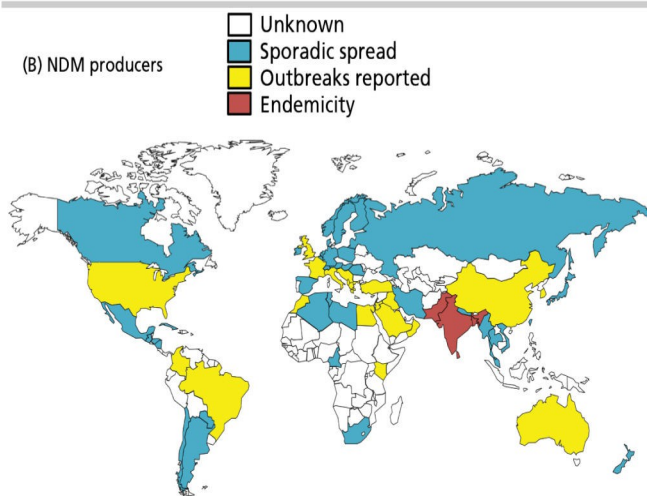 Unknown
Sporadic spread
(B) NDM producers
Outbreaks reported
Endemicity